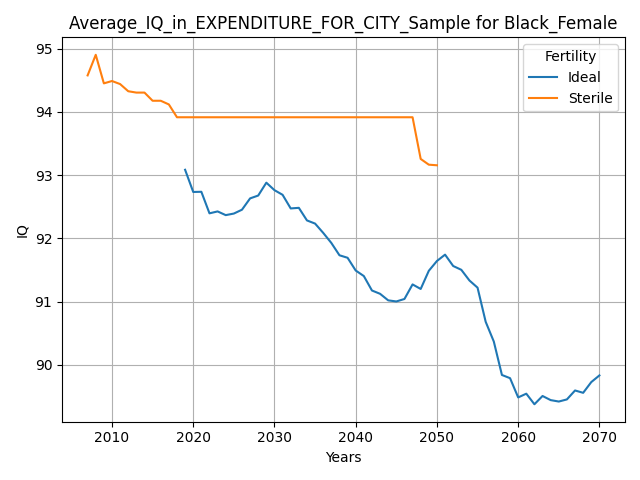 Average_IQ_in_EXPENDITURE_FOR_CITY_Sample for Black_Female
95
94
93
92
91
90
IQ
Fertility
Ideal
Sterile
2010 2020 2030 2040 2050 2060 2070
Years